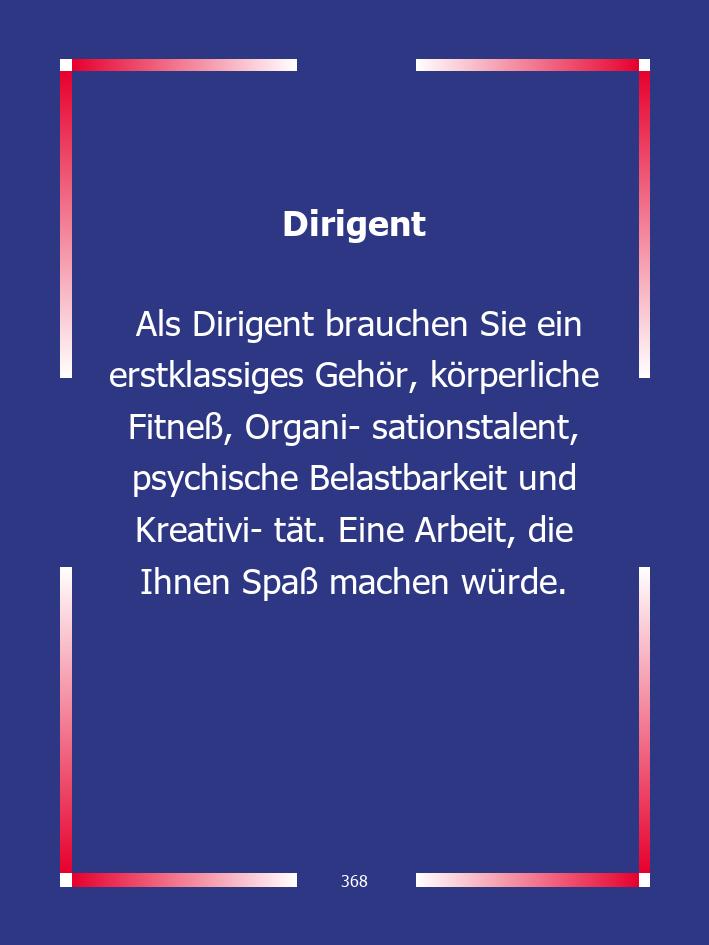 Dirigent
Als Dirigent brauchen Sie ein
erstklassiges Gehör, körperliche
Fitneß, Organi- sationstalent,
psychische Belastbarkeit und
Kreativi- tät. Eine Arbeit, die
Ihnen Spaß machen würde.
368